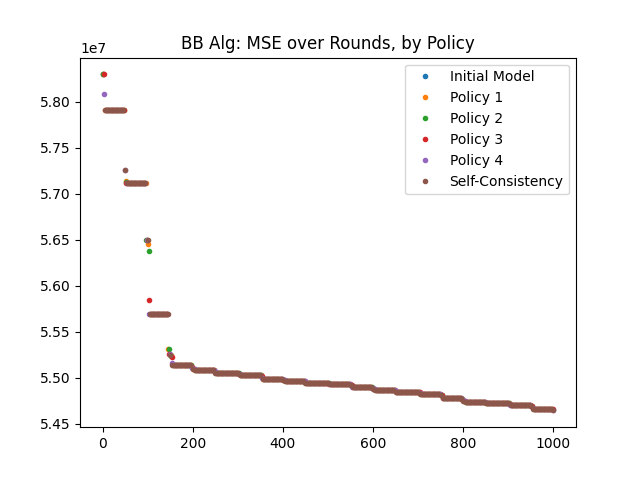 BB Alg: MSE over Rounds, by Policy
1e7
5.80
5.75
5.70
5.65
5.60
5.55
5.50
5.45
0 200 400 600 800 1000
Initial Model
Policy 1
Policy 2
Policy 3
Policy 4
Self-Consistency